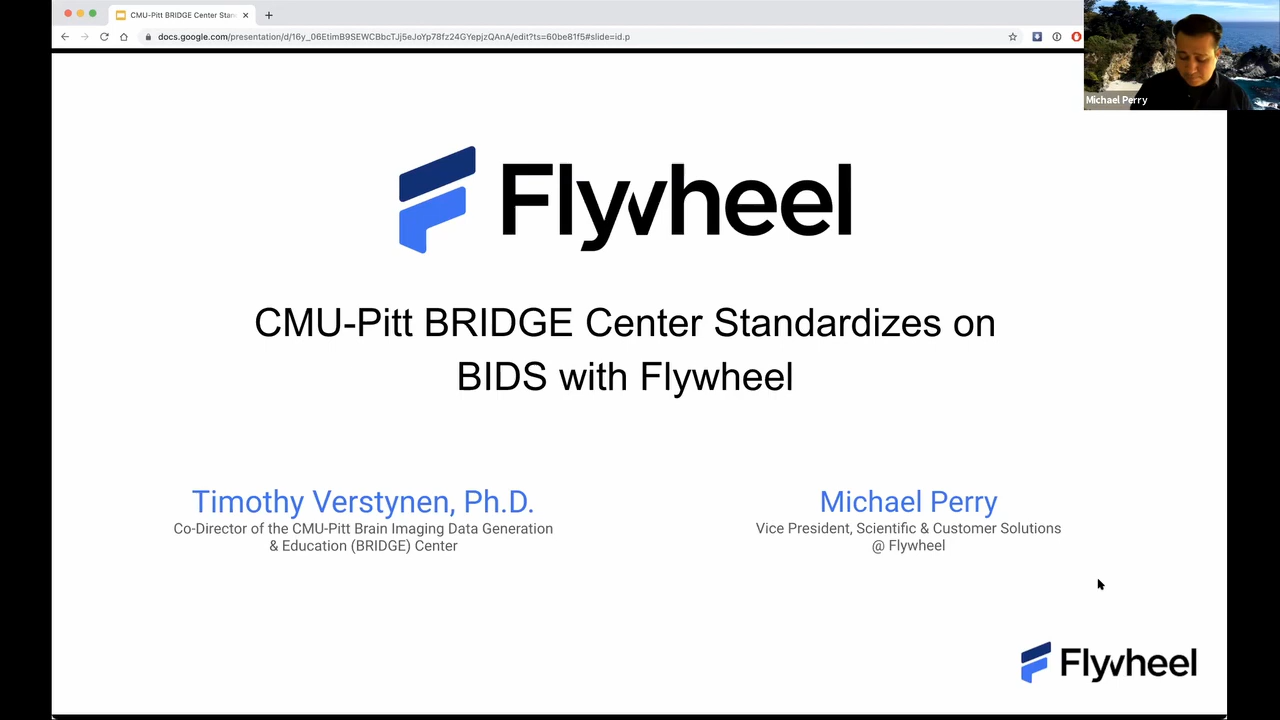 CMU-Pitt BRIDGE Center Stan
docs.google.com/presentation/d/16y_06EtimB9SEWCBbcTJj5eJoYp78fz24GYepjzQAnA/edit?ts=60be81f5#slide=id.p
Michael Perry
Flywheel
CMU-Pitt BRIDGE Center Standardizes on
BIDS with Flywheel
Timothy Verstynen, Ph.D.
Co-Director of the CMU-Pitt Brain Imaging Data Generation
& Education (BRIDGE) Center
Michael Perry
Vice President, Scientific & Customer Solutions
@ Flywheel
Flywheel